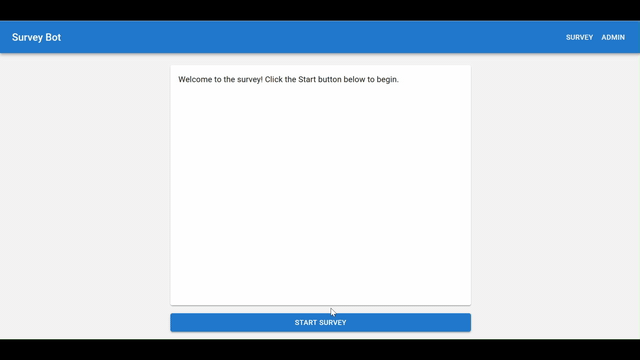 Survey Bot
SURVEY ADMIN
Welcome to the survey! Click the Start button below to begin.
START SURVEY